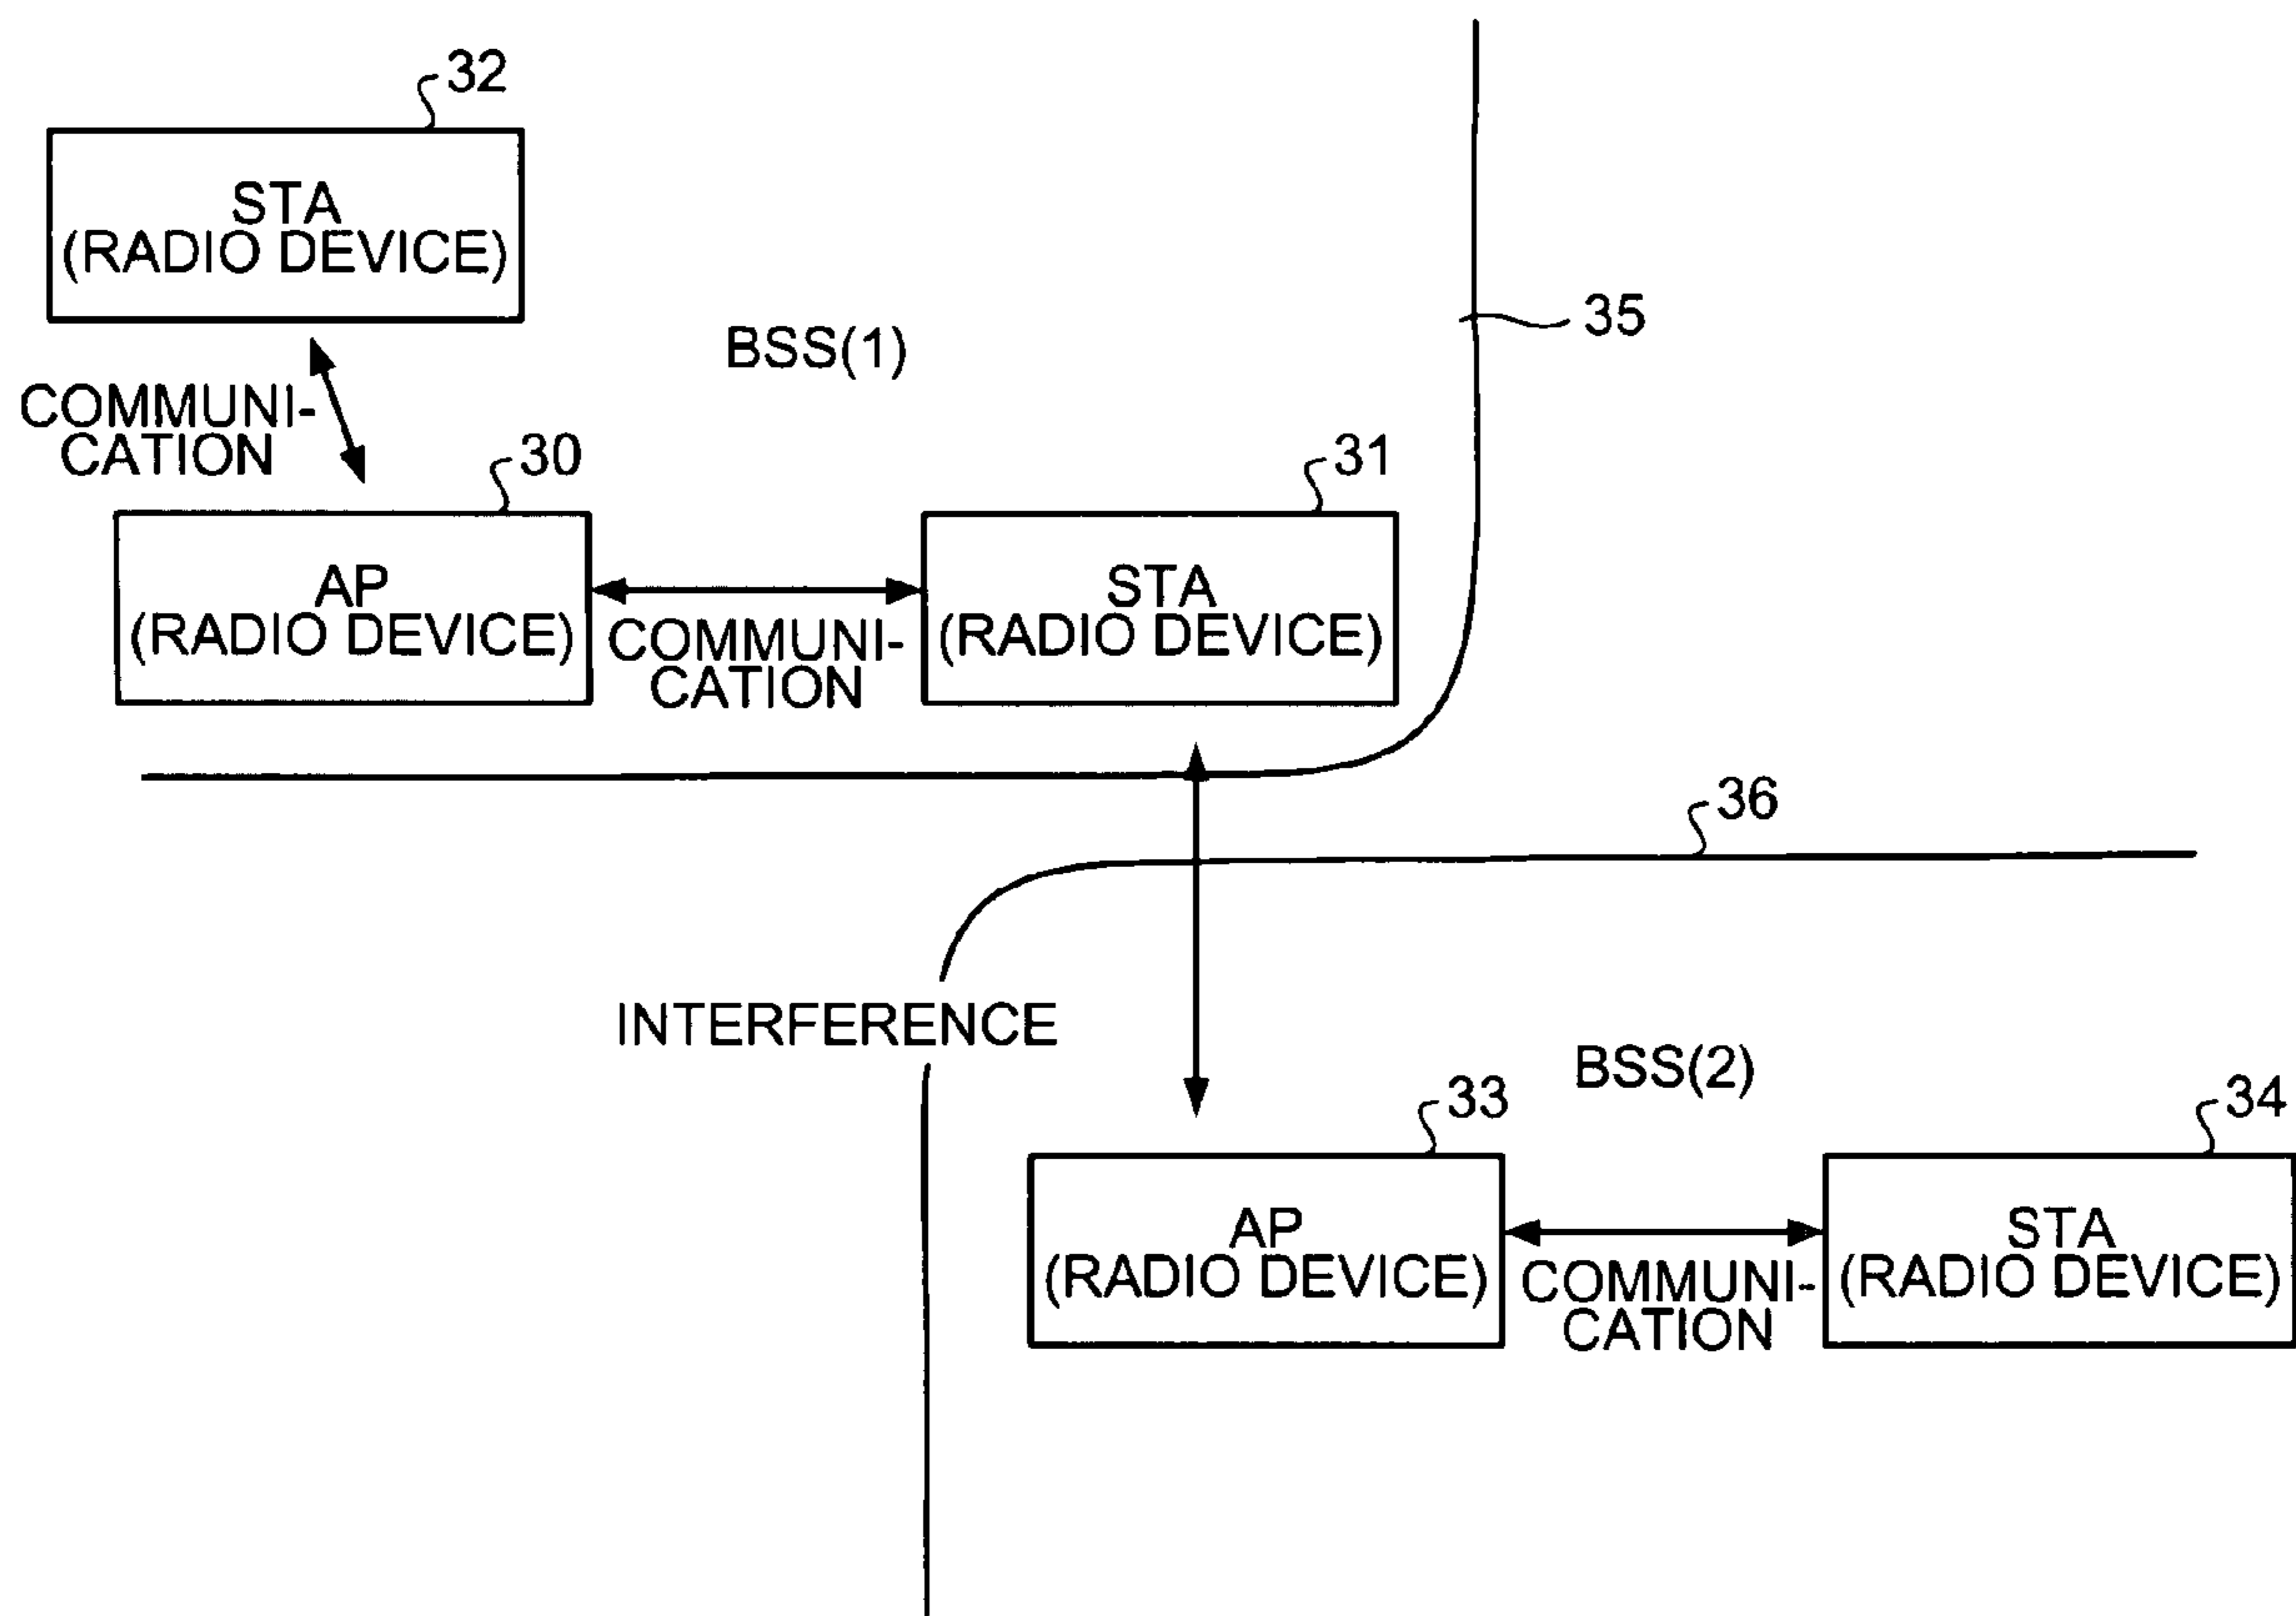 32
STA
(RADIO DEVICE)
35
BSS(1)
COMMUNI-
CATION
30
31
AP
(RADIO DEVICE)
COMMUNI-
CATION
STA
(RADIO DEVICE)
36
INTERFERENCE
BSS(2)
33
34
AP
(RADIO DEVICE)
COMMUNI-
CATION
STA
(RADIO DEVICE)